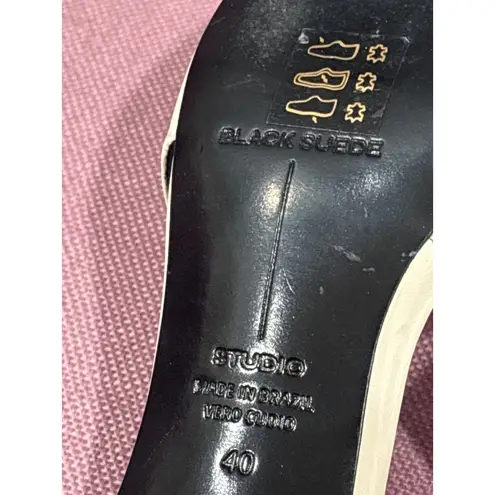 BLACK SUEDE
STUDIO
MADE IN BRAZIL
VERO CUOIO
40